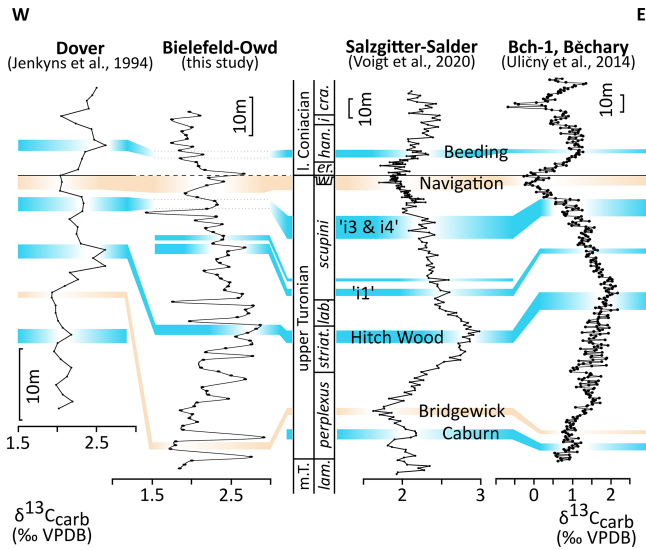 W
E
Dover
(Jenkyns et al., 1994)
Bielefeld-Owd
(this study)
Salzgitter-Salder
(Voigt et al., 2020)
Bch-1, Běchary
(Uličný et al., 2014)
10m
10m
10m
10m
l. Coniacian
upper Turonian
m.T.
cra.
j
han.
er.
scupini
lab.
striat.
perplexus
lam.
Beeding
Navigation
'i3 & i4'
'i1'
Hitch Wood
Bridgewick
Caburn
1.5 2.5
1.5 2.5
2 3
0 1 2
δ¹³Ccarb
(‰ VPDB)
δ¹³Ccarb
(‰ VPDB)